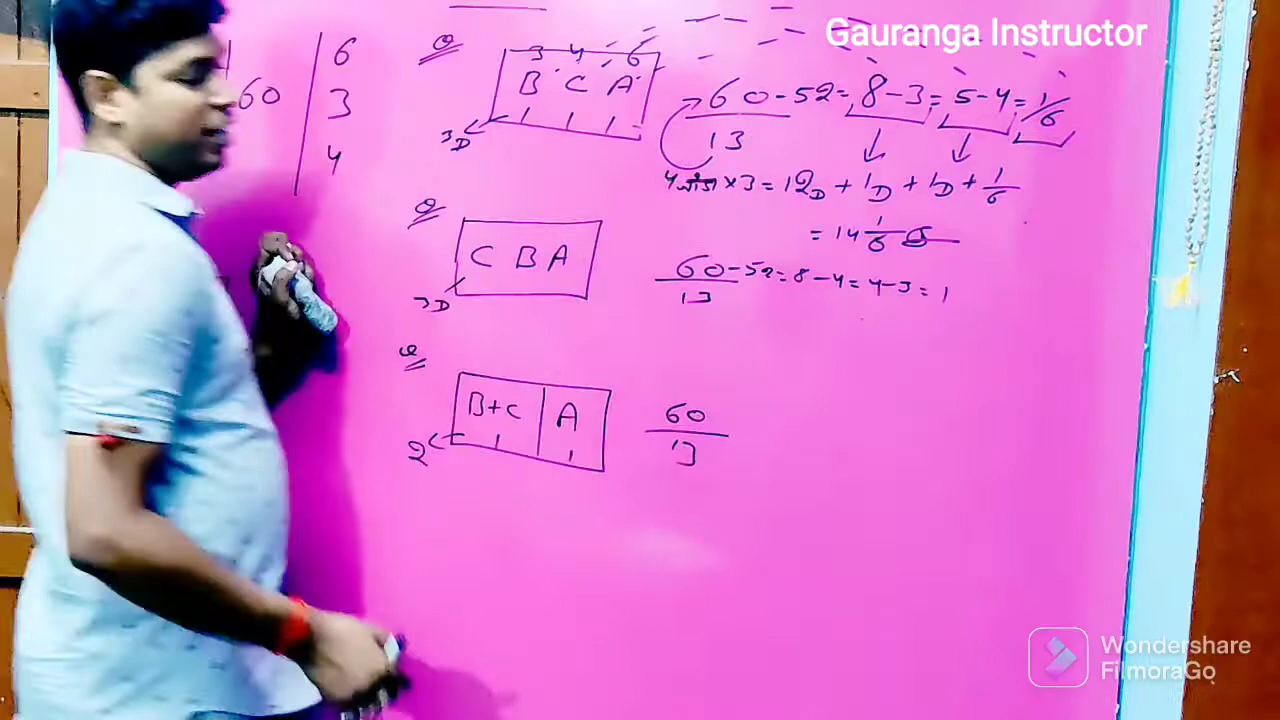 Gauranga Instructor
60
6
3
4
Q
3 4 6
B C A
3D
60 - 52 = 8 - 3 = 5 - 4 = 1/6
13
× 3 = 12D + 1D + 1D + 1/6
= 14 1/6
Q
C B A
3D
60 - 52 = 8 - 4 = 4 - 3 = 1
13
Q
B+C A
2
60
13
Wondershare
FilmoraGo